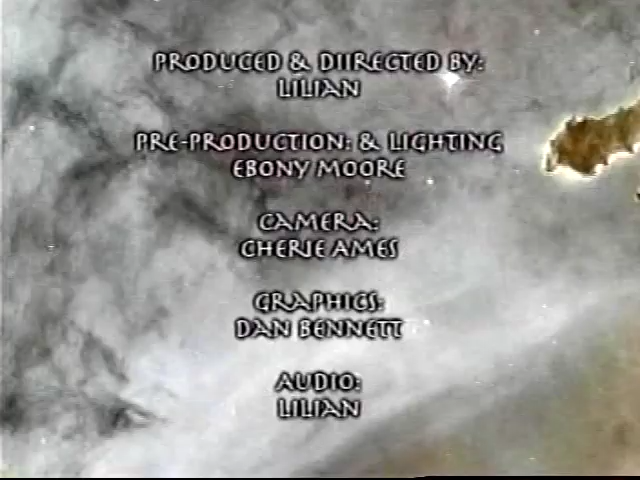 PRODUCED & DIIRECTED BY:
LILIAN
PRE-PRODUCTION: & LIGHTING
EBONY MOORE
CAMERA:
CHERIE AMES
GRAPHICS:
DAN BENNETT
AUDIO:
LILIAN